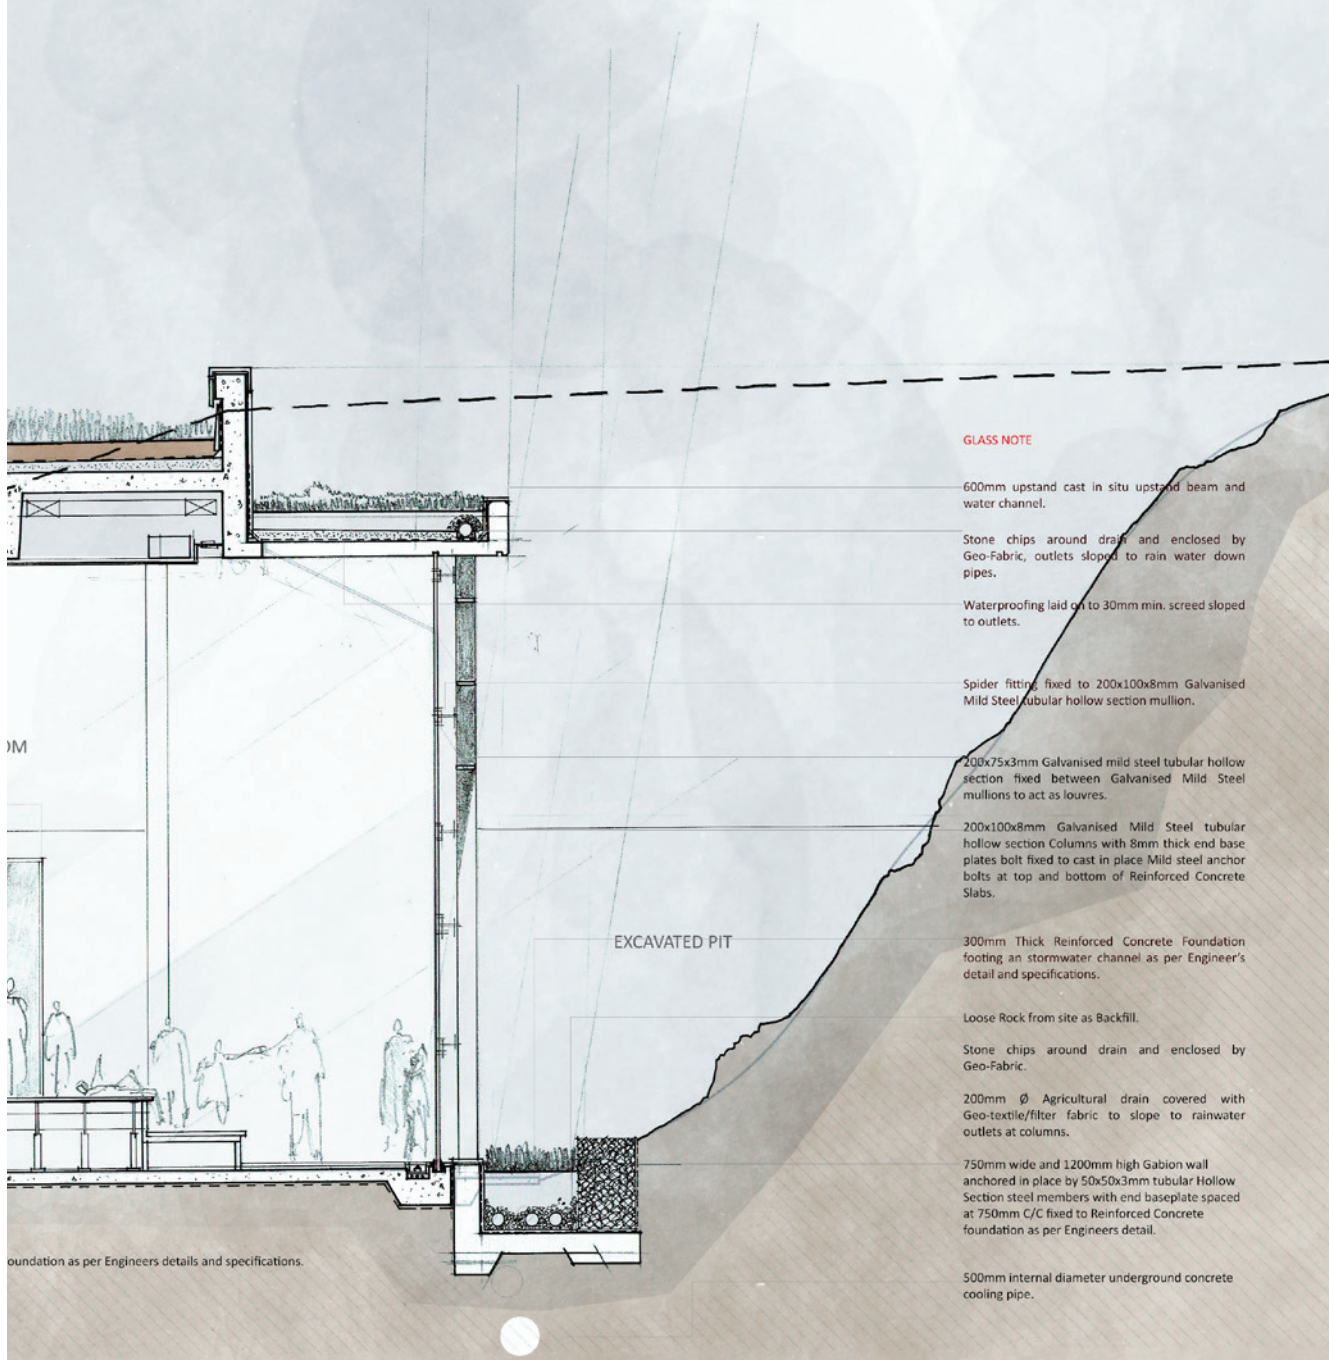 GLASS NOTE
600mm upstand cast in situ upstand beam and
water channel.
Stone chips around drain and enclosed by
Geo-Fabric, outlets sloped to rain water down
pipes.
Waterproofing laid on to 30mm min. screed sloped
to outlets.
Spider fitting fixed to 200x100x8mm Galvanised
Mild Steel tubular hollow section mullion.
OM
200x75x3mm Galvanised mild steel tubular hollow
section fixed between Galvanised Mild Steel
mullions to act as louvres.
200x100x8mm Galvanised Mild Steel tubular
hollow section Columns with 8mm thick end base
plates bolt fixed to cast in place Mild steel anchor
bolts at top and bottom of Reinforced Concrete
Slabs.
EXCAVATED PIT
300mm Thick Reinforced Concrete Foundation
footing an stormwater channel as per Engineer's
detail and specifications.
Loose Rock from site as Backfill.
Stone chips around drain and enclosed by
Geo-Fabric.
200mm Ø Agricultural drain covered with
Geo-textile/filter fabric to slope to rainwater
outlets at columns.
750mm wide and 1200mm high Gabion wall
anchored in place by 50x50x3mm tubular Hollow
Section steel members with end baseplate spaced
at 750mm C/C fixed to Reinforced Concrete
foundation as per Engineers detail.
oundation as per Engineers details and specifications.
500mm internal diameter underground concrete
cooling pipe.